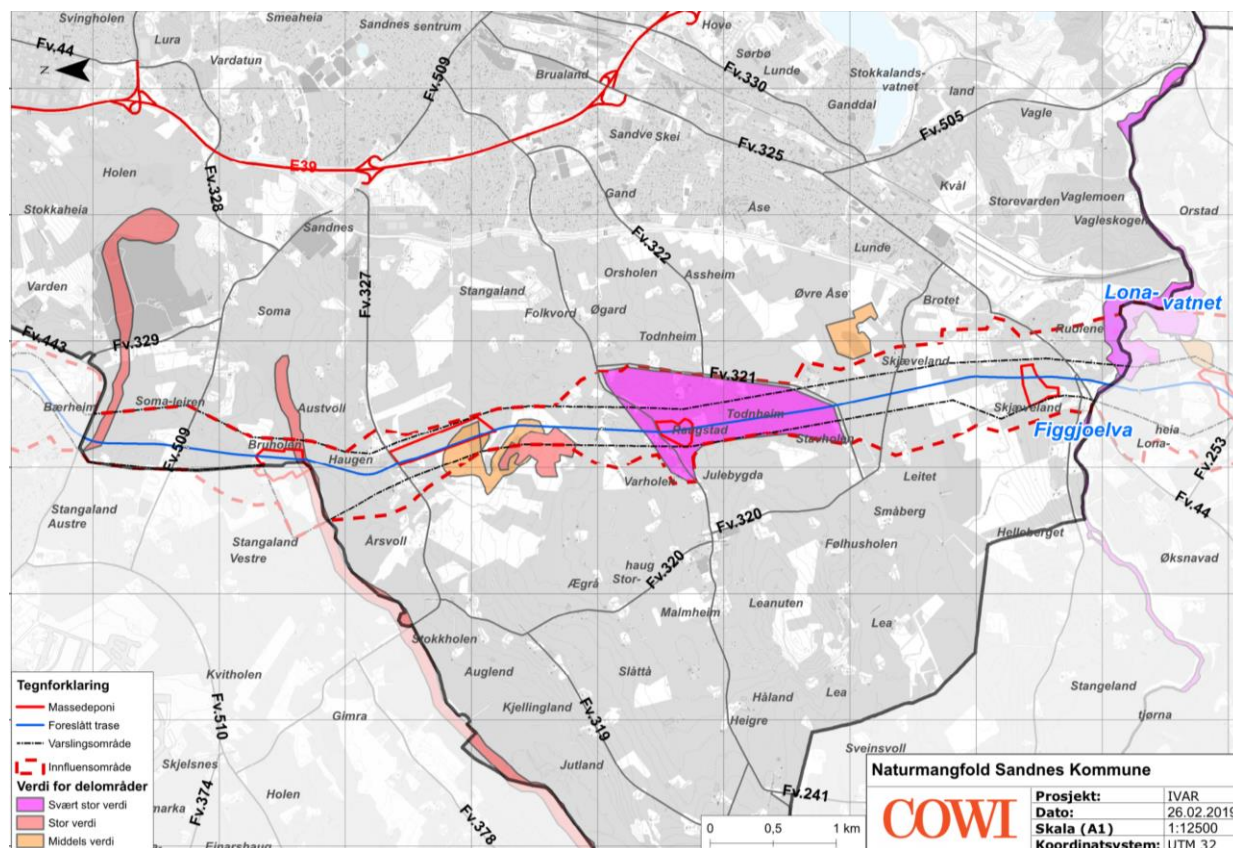 Svingholen
Lura
Smeaheia
Sandnes sentrum
Hove
Fv.44
Vardatun
Fv.509
Brualand
Sørbø
Lunde
Fv.330
Stokkalands-
vatnet
N
Ganddal
land
Vagle
Fv.505
Sandve
Skei
Fv.325
E39
Holen
Fv.328
Kvål
Stokkaheia
Gand
Åse
Storevarden
Vaglemoen
Vagleskogen
Orstad
Sandnes
Fv.322
Lunde
Varden
Fv.327
Stangaland
Orsholen
Assheim
Øvre Åse
Brotet
Lona-
vatnet
Soma
Folkvord
Øgard
Todnheim
Fv.443
Fv.329
Skjæveland
Fv.321
Bærheim
Soma-leiren
Austvoll
Todnheim
Skjæveland
Bruholen
Raugstad
Haugen
Fv.509
Stavholen
Figgjoelva
heia
Lona-
Fv.253
Varholen
Julebygda
Leitet
Stangaland
Austre
Småberg
Fv.44
Stangaland
Vestre
Årsvoll
Fv.320
Følhusholen
Helleberget
Øksnavad
haug
Stor-
Fv.320
Ægrå
Leanuten
Malmheim
Lea
Stokkholen
Kvitholen
Auglend
Slåttå
Stangeland
Håland
Lea
tjørna
Kjellingland
Gimra
Fv.510
Fv.319
Heigre
Sveinsvoll
Skjelsnes
Jutland
marka
Fv.374
Holen
Fv.378
Fv.241
Tegnforklaring
Massedeponi
Foreslått trase
Varslingsområde
Innfluensområde
Verdi for delområder
Svært stor verdi
Stor verdi
Middels verdi
0 0,5 1 km
Naturmangfold Sandnes Kommune
COWI
Prosjekt: IVAR
Dato: 26.02.2019
Skala (A1) 1:12500
Koordinatsystem: UTM 32